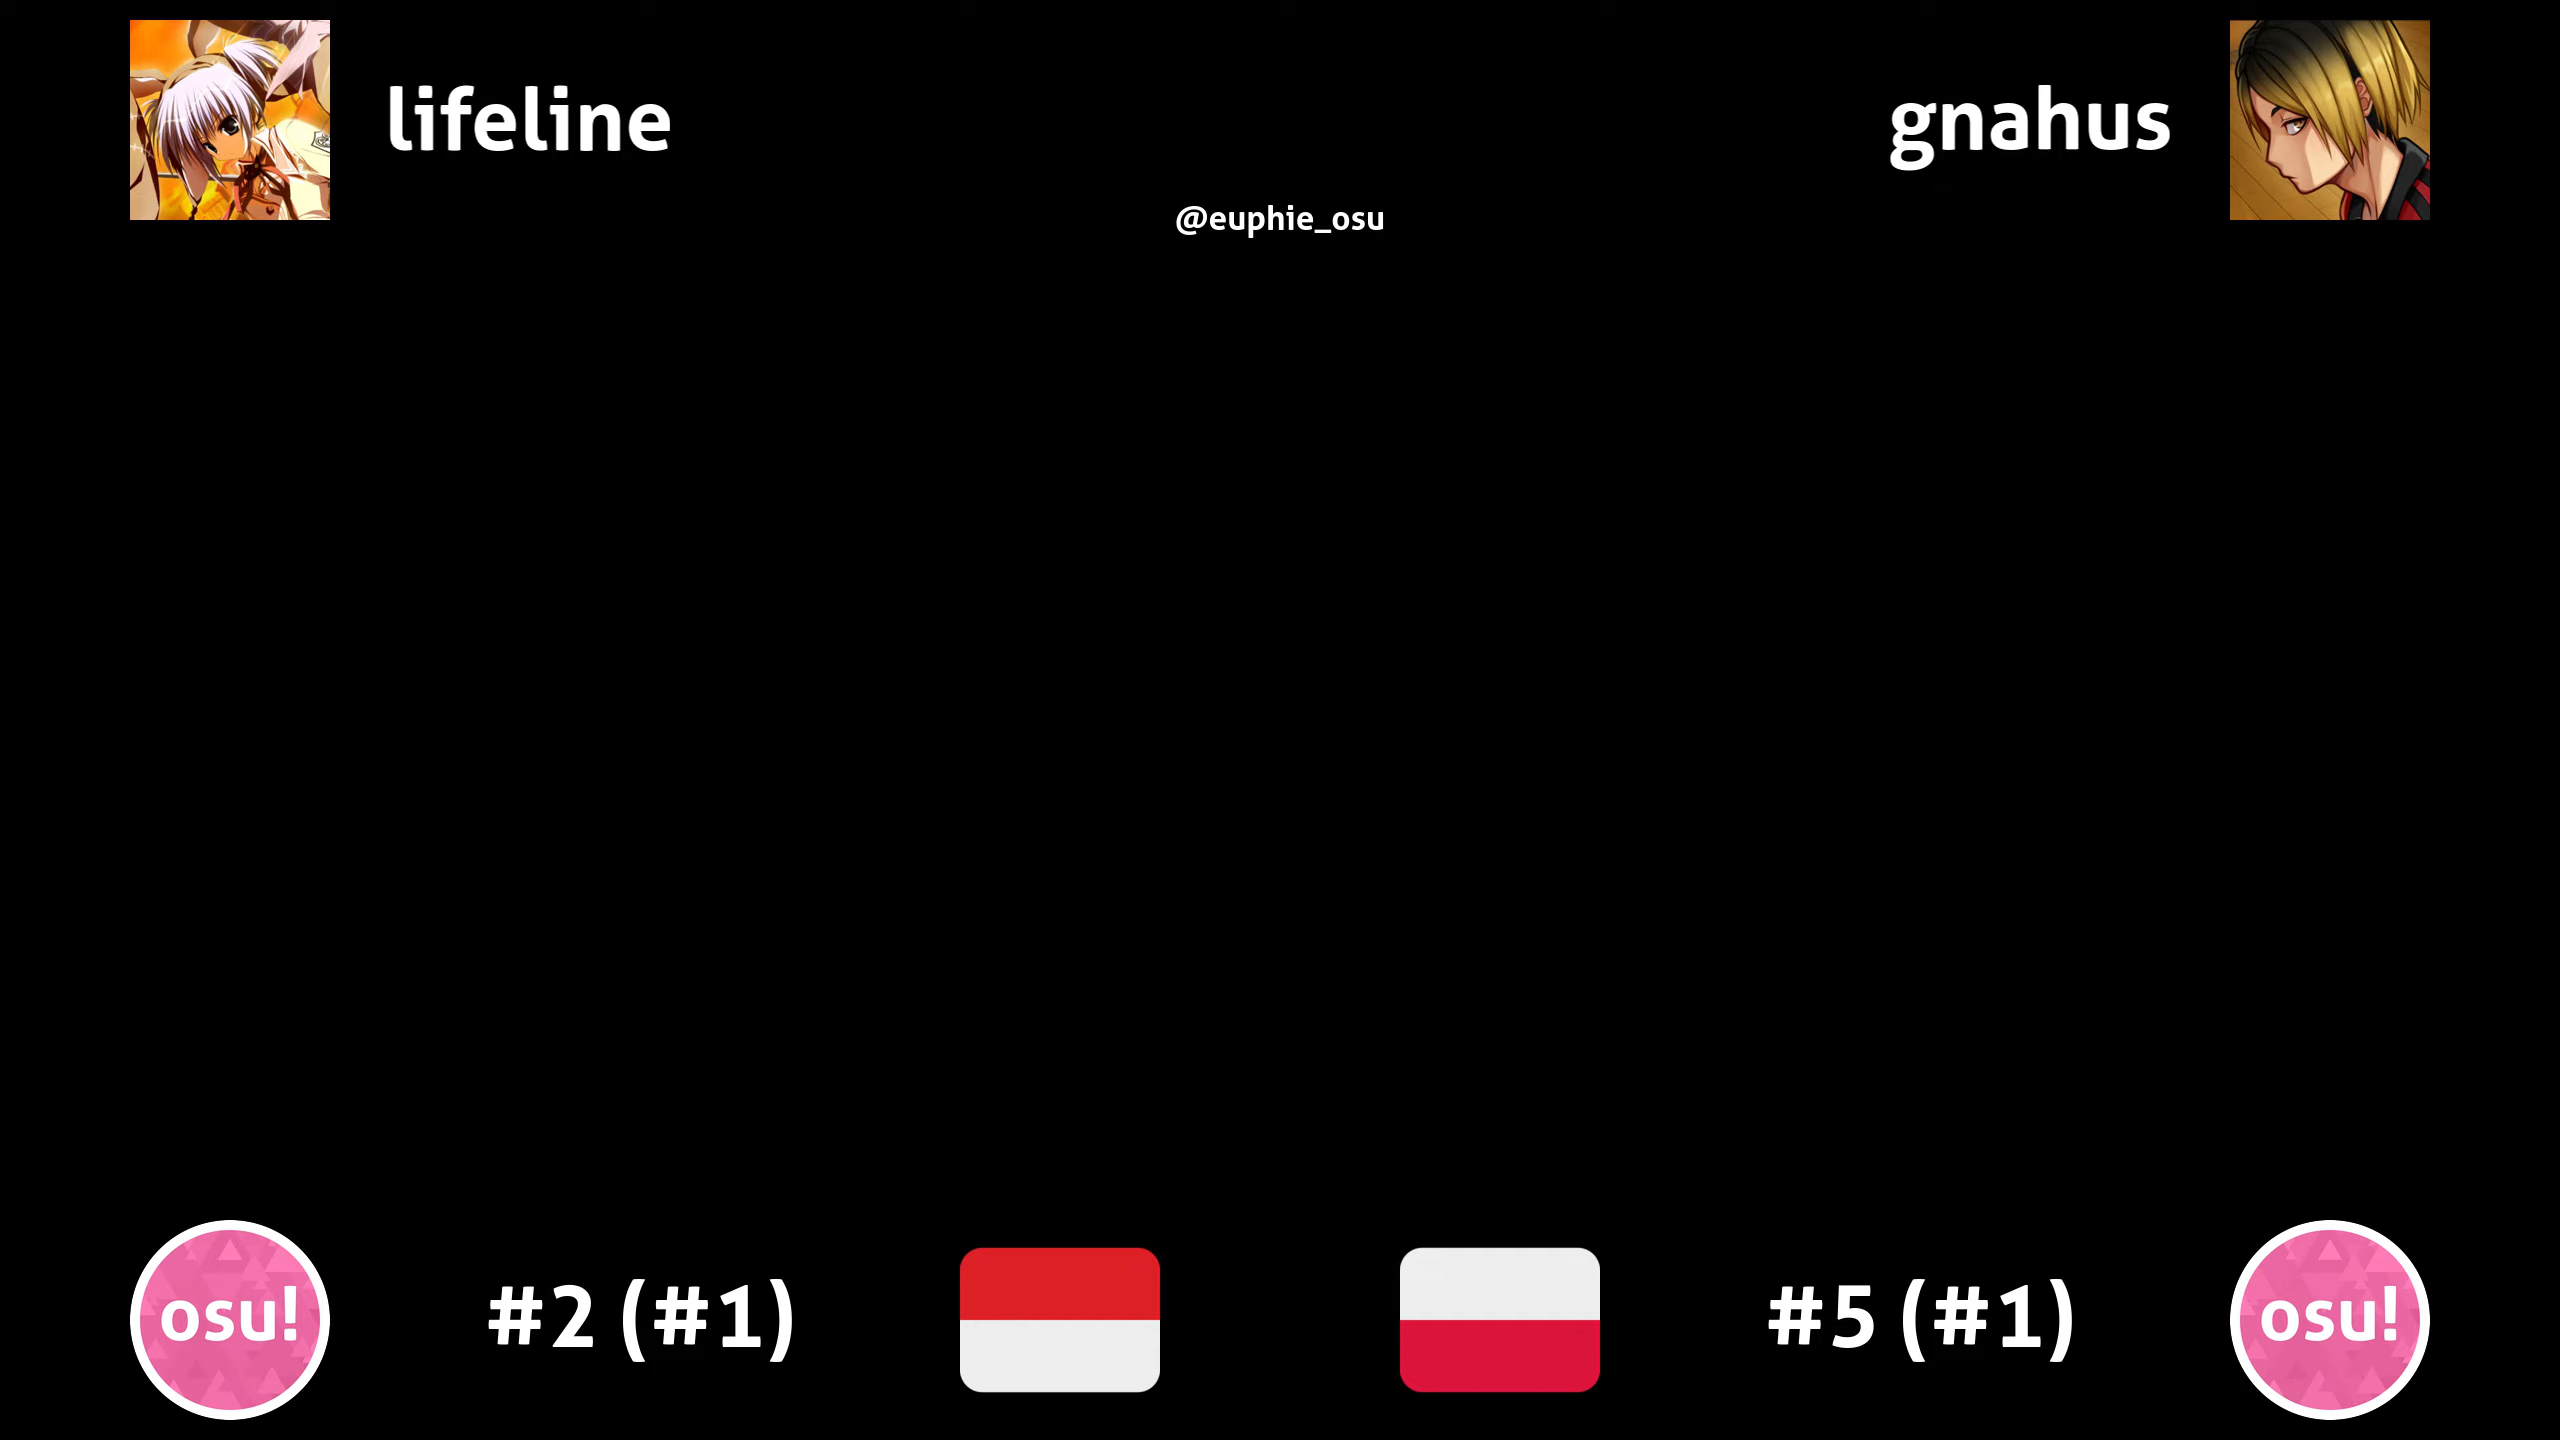 lifeline
gnahus
@euphie_osu
osu!
#2 (#1)
#5 (#1)
osu!